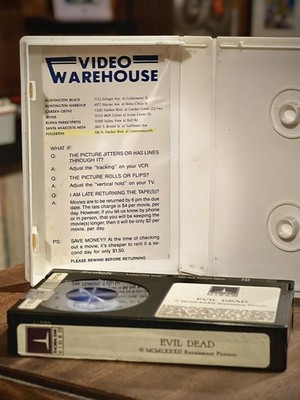 VIDEO
WAREHOUSE
HUNTINGTON BEACH
HUNTINGTON HARBOUR
GARDEN GROVE
IRVINE
BUENA PARK/CYPRESS
SANTA ANA/COSTA MESA
FULLERTON
WHAT IF:
Q: THE PICTURE JITTERS OR HAS LINES
THROUGH IT?
A: Adjust the "tracking" on your VCR.
Q: THE PICTURE ROLLS OR FLIPS?
A: Adjust the "vertical hold" on your TV.
Q: I AM LATE RETURNING THE TAPE(S)?
A: Movies are to be returned by 6 pm the due
date. The late charge is $4 per movie, per
day. However, if you let us know by phone
or in person, that you will be keeping the
movie(s) longer, then it will be only $2 per
movie, per day.
PS: SAVE MONEY!! At the time of checking
out a movie, it's cheaper to rent it a sec-
ond day for only $1.50.
PLEASE REWIND BEFORE RETURNING
EVIL DEAD
VIDEO
EVIL DEAD
© MCMLXXXII Renaissance Pictures